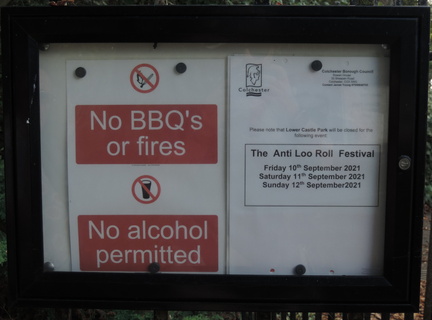 No BBQ's
or fires
No alcohol
permitted
Colchester
Colchester Borough Council
Please note that Lower Castle Park will be closed for the
following event
The Anti Loo Roll Festival
Friday 10th September 2021
Saturday 11th September 2021
Sunday 12th September2021